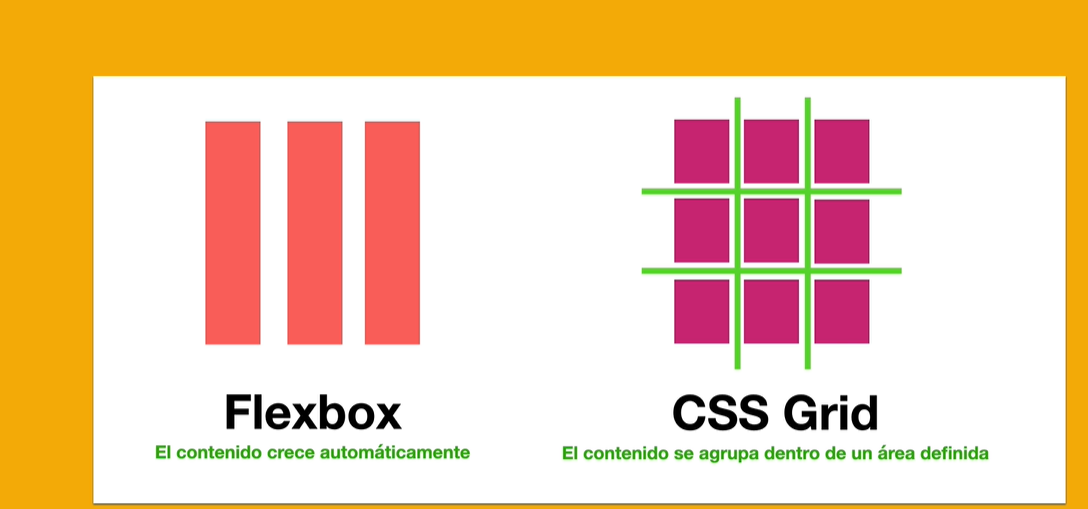 Flexbox
El contenido crece automáticamente
CSS Grid
El contenido se agrupa dentro de un área definida